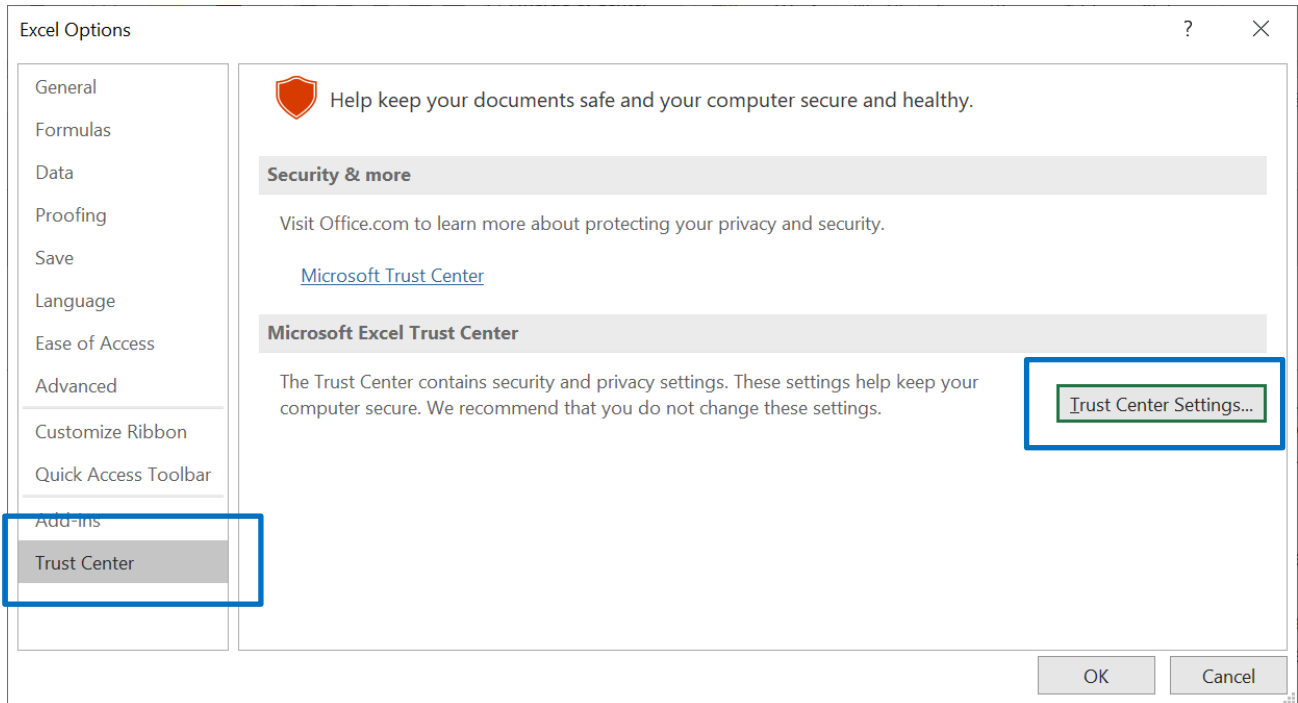 Excel Options
?
General
Formulas
Data
Proofing
Save
Language
Ease of Access
Advanced
Customize Ribbon
Quick Access Toolbar
Add-ins
Trust Center
Help keep your documents safe and your computer secure and healthy.
Security & more
Visit Office.com to learn more about protecting your privacy and security.
Microsoft Trust Center
Microsoft Excel Trust Center
The Trust Center contains security and privacy settings. These settings help keep your
computer secure. We recommend that you do not change these settings.
Trust Center Settings...
OK
Cancel